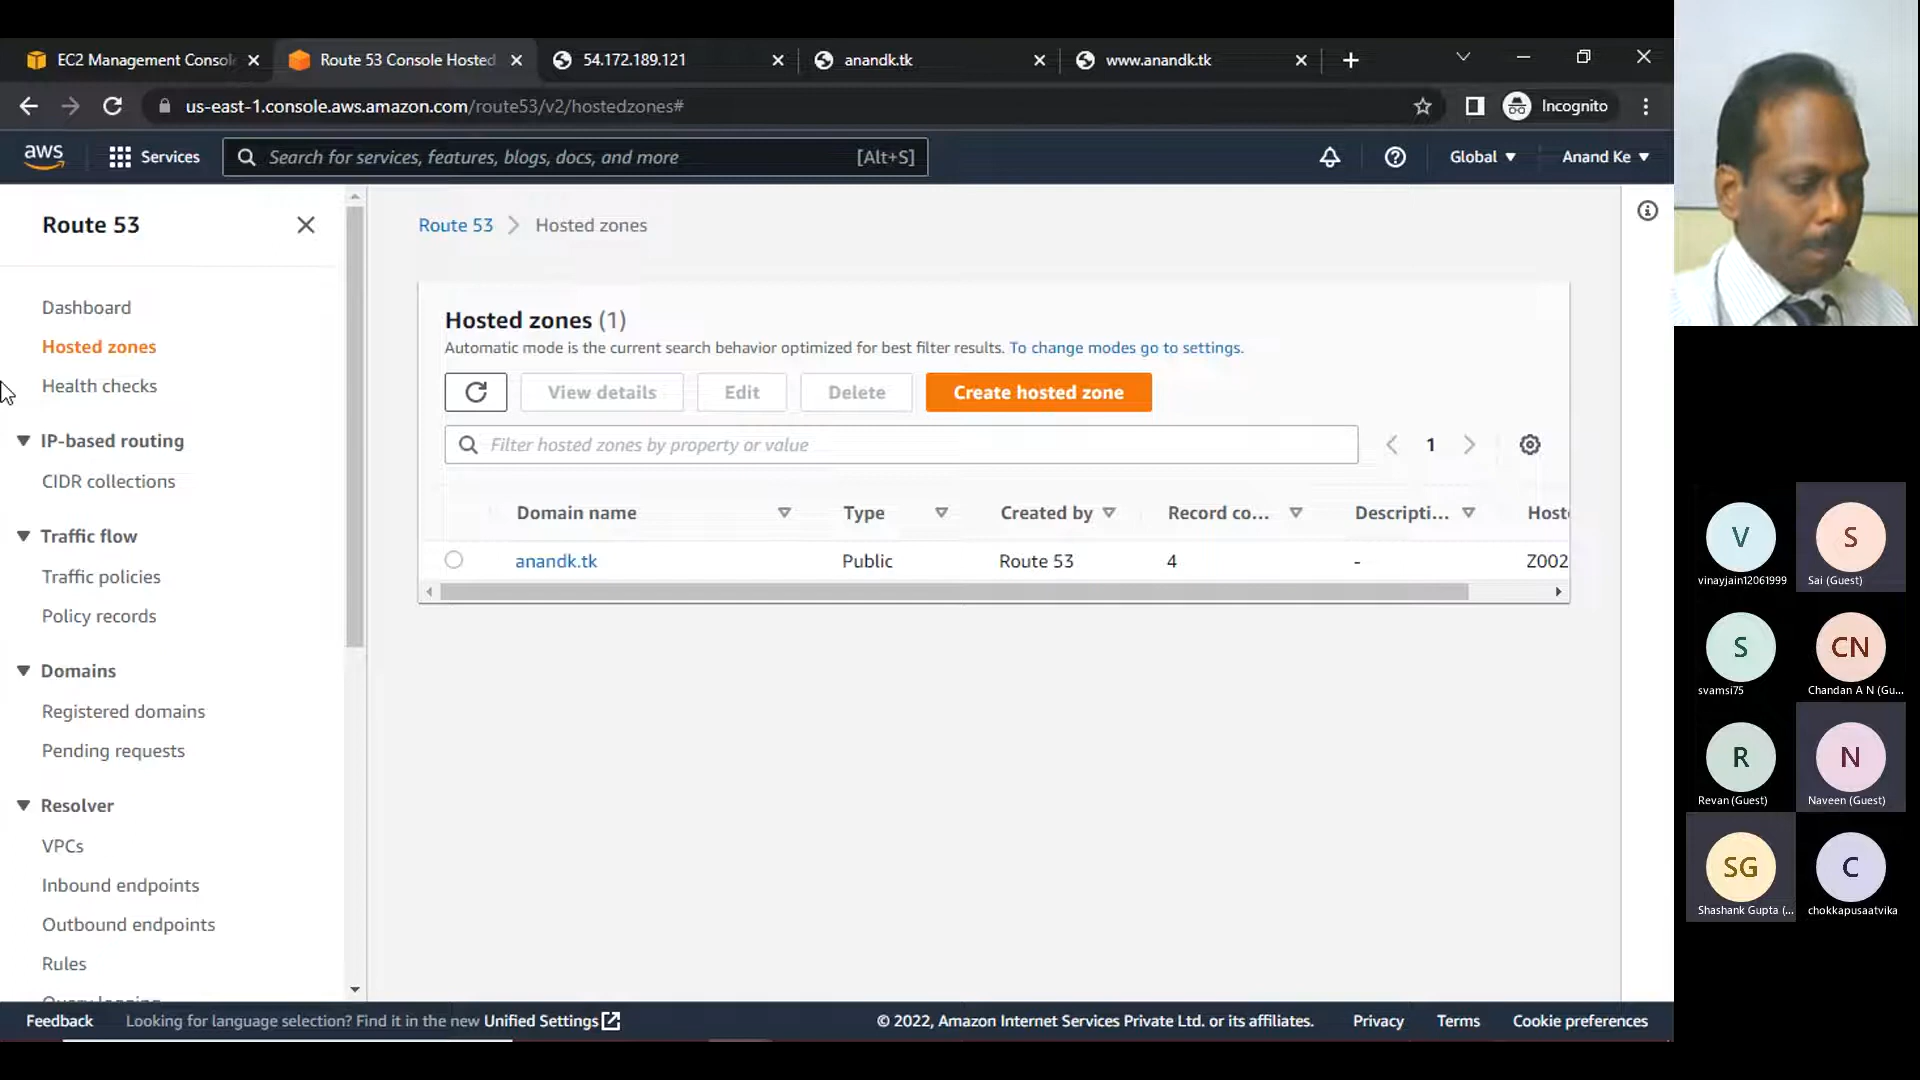 EC2 Management Consol
Route 53 Console Hosted
54.172.189.121
anandk.tk
www.anandk.tk
us-east-1.console.aws.amazon.com/route53/v2/hostedzones#
Incognito
aws
Services
Search for services, features, blogs, docs, and more
[Alt+S]
Global
Anand Ke
Route 53
Dashboard
Hosted zones
Health checks
IP-based routing
CIDR collections
Traffic flow
Traffic policies
Policy records
Domains
Registered domains
Pending requests
Resolver
VPCs
Inbound endpoints
Outbound endpoints
Rules
Query logging
Route 53 > Hosted zones
Hosted zones (1)
Automatic mode is the current search behavior optimized for best filter results. To change modes go to settings.
View details
Edit
Delete
Create hosted zone
Filter hosted zones by property or value
1
Domain name Type Created by Record co... Descripti... Host
anandk.tk Public Route 53 4 - Z002
V
vinayjain12061999
S
Sai (Guest)
S
svamsi75
CN
Chandan A N (Gu...
R
Revan (Guest)
N
Naveen (Guest)
SG
Shashank Gupta (...
C
chokkapusaatvika
Feedback
Looking for language selection? Find it in the new Unified Settings
© 2022, Amazon Internet Services Private Ltd. or its affiliates.
Privacy
Terms
Cookie preferences